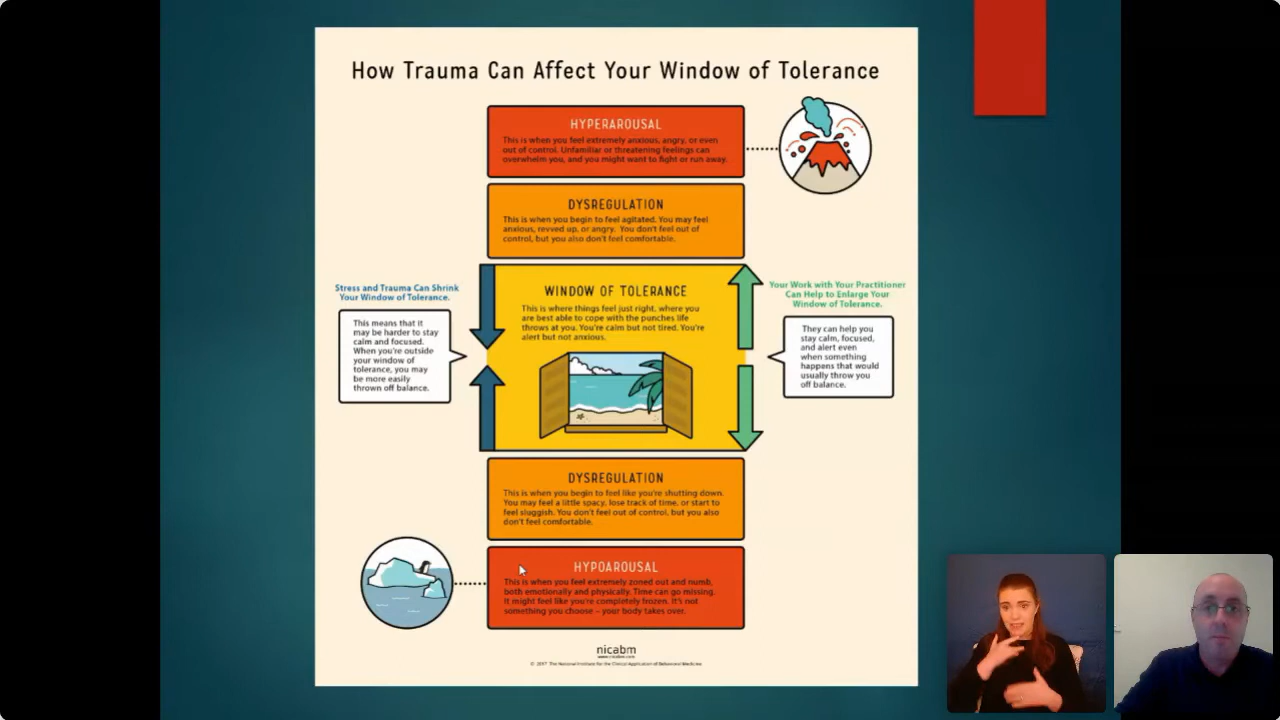 How Trauma Can Affect Your Window of Tolerance
HYPERAROUSAL
This is when you feel extremely anxious, angry, or even
out of control. Unfamiliar or threatening feelings can
overwhelm you, and you might want to fight or run away.
DYSREGULATION
This is when you begin to feel agitated. You may feel
anxious, revved up, or angry. You don't feel out of
control, but you also don't feel comfortable.
Stress and Trauma Can Shrink
Your Window of Tolerance.
This means that it
may be harder to stay
calm and focused.
When you're outside
your window of
tolerance, you may
be more easily
thrown off balance.
WINDOW OF TOLERANCE
This is where things feel just right, where you
are best able to cope with the punches life
throws at you. You're calm but not tired. You're
alert but not anxious.
Your Work with Your Practitioner
Can Help to Enlarge Your
Window of Tolerance.
They can help you
stay calm, focused,
and alert even
when something
happens that would
usually throw you
off balance.
DYSREGULATION
This is when you begin to feel like you're shutting down.
You may feel a little spacy, lose track of time, or start to
feel sluggish. You don't feel out of control, but you also
don't feel comfortable.
HYPOAROUSAL
This is when you feel extremely zoned out and numb,
both emotionally and physically. Time can go missing.
It might feel like you're completely frozen. It's not
something you choose – your body takes over.
nicabm
www.nicabm.com
© 2017 The National Institute for the Clinical Application of Behavioral Medicine